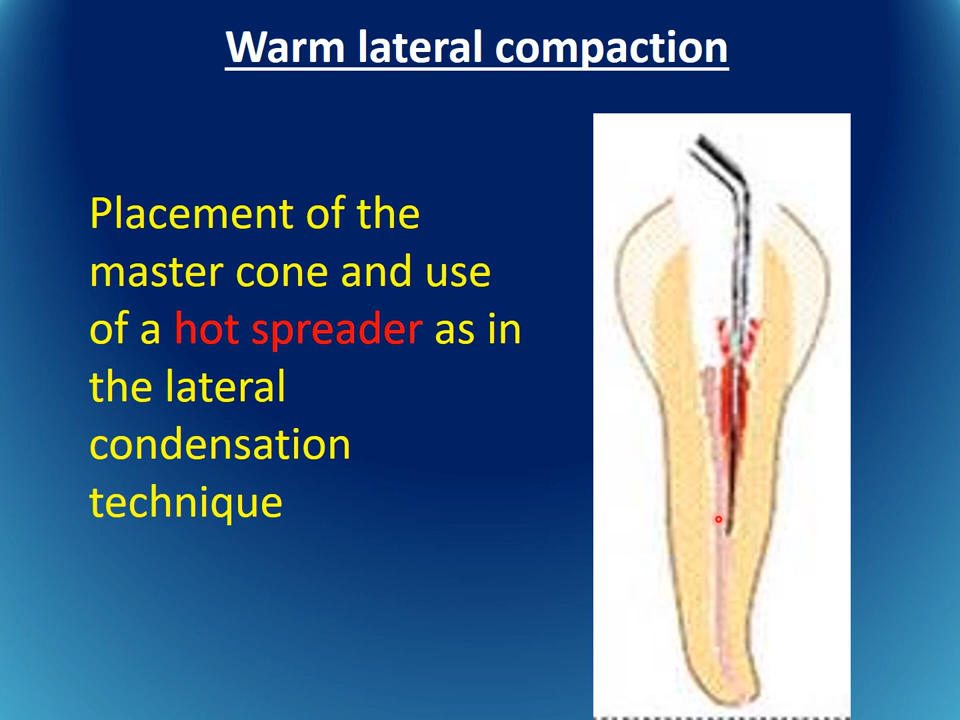 Warm lateral compaction
Placement of the
master cone and use
of a hot spreader as in
the lateral
condensation
technique